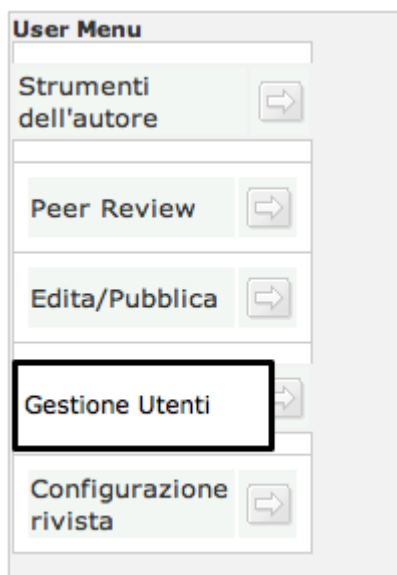 User Menu
Strumenti
dell'autore
Peer Review
Edita/Pubblica
Gestione Utenti
Configurazione
rivista